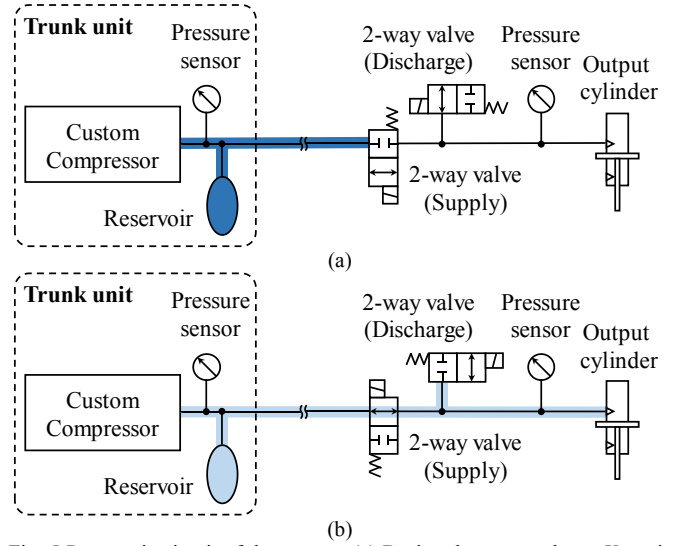 Trunk unit
Pressure
sensor
2-way valve
(Discharge)
Pressure
sensor
Output
cylinder
Custom
Compressor
2-way valve
(Supply)
Reservoir
(a)
Trunk unit
Pressure
sensor
2-way valve
(Discharge)
Pressure
sensor
Output
cylinder
Custom
Compressor
2-way valve
(Supply)
Reservoir
(b)